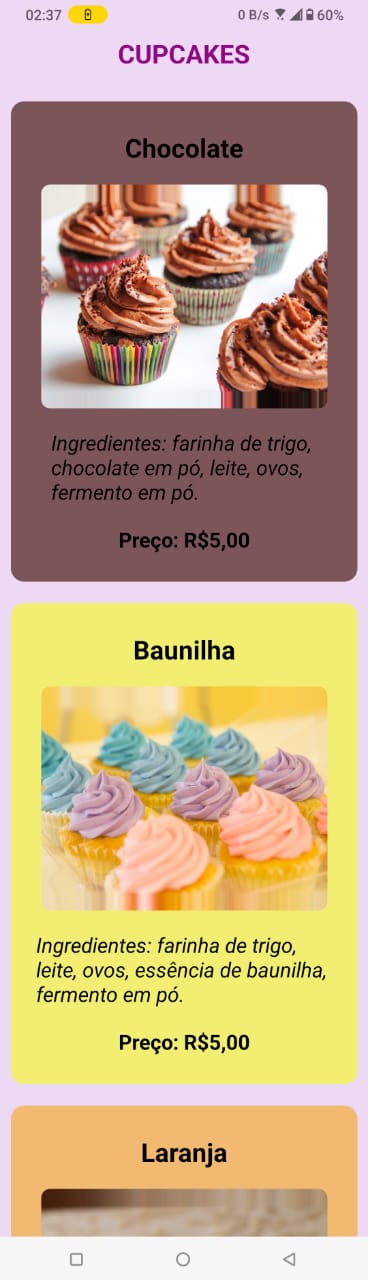 02:37 0 B/s 60%
CUPCAKES
Chocolate
Ingredientes: farinha de trigo,
chocolate em pó, leite, ovos,
fermento em pó.
Preço: R$5,00
Baunilha
Ingredientes: farinha de trigo,
leite, ovos, essência de baunilha,
fermento em pó.
Preço: R$5,00
Laranja